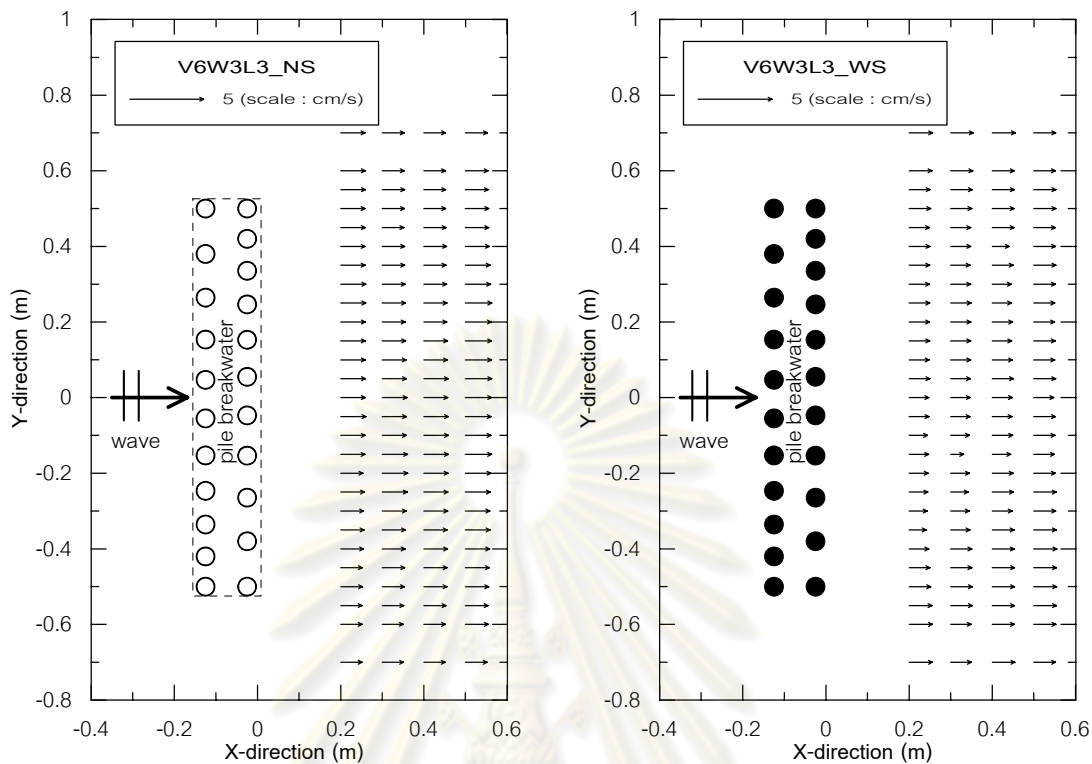 V6W3L3_NS
5 (scale : cm/s)
1
0.8
0.6
0.4
0.2
0
-0.2
-0.4
-0.6
-0.8
Y-direction (m)
wave
pile breakwater
-0.4
-0.2
0
0.2
0.4
0.6
X-direction (m)
V6W3L3_WS
5 (scale : cm/s)
1
0.8
0.6
0.4
0.2
0
-0.2
-0.4
-0.6
-0.8
Y-direction (m)
wave
pile breakwater
-0.4
-0.2
0
0.2
0.4
0.6
X-direction (m)